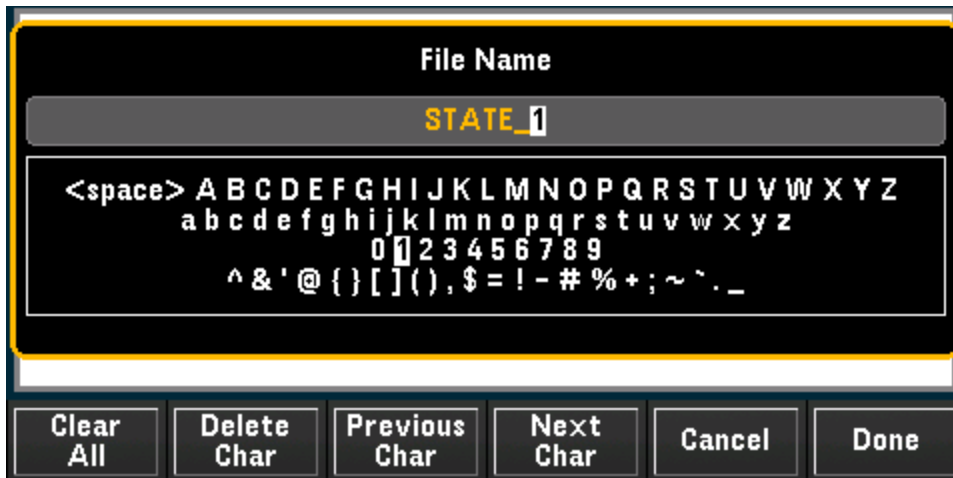 File Name
STATE_1
<space> A B C D E F G H I J K L M N O P Q R S T U V W X Y Z
a b c d e f g h i j k l m n o p q r s t u v w x y z
0 1 2 3 4 5 6 7 8 9
^ & ' @ { } [ ] ( ) , $ = ! - # % + ; ~ ` . _
Clear All
Delete Char
Previous Char
Next Char
Cancel
Done